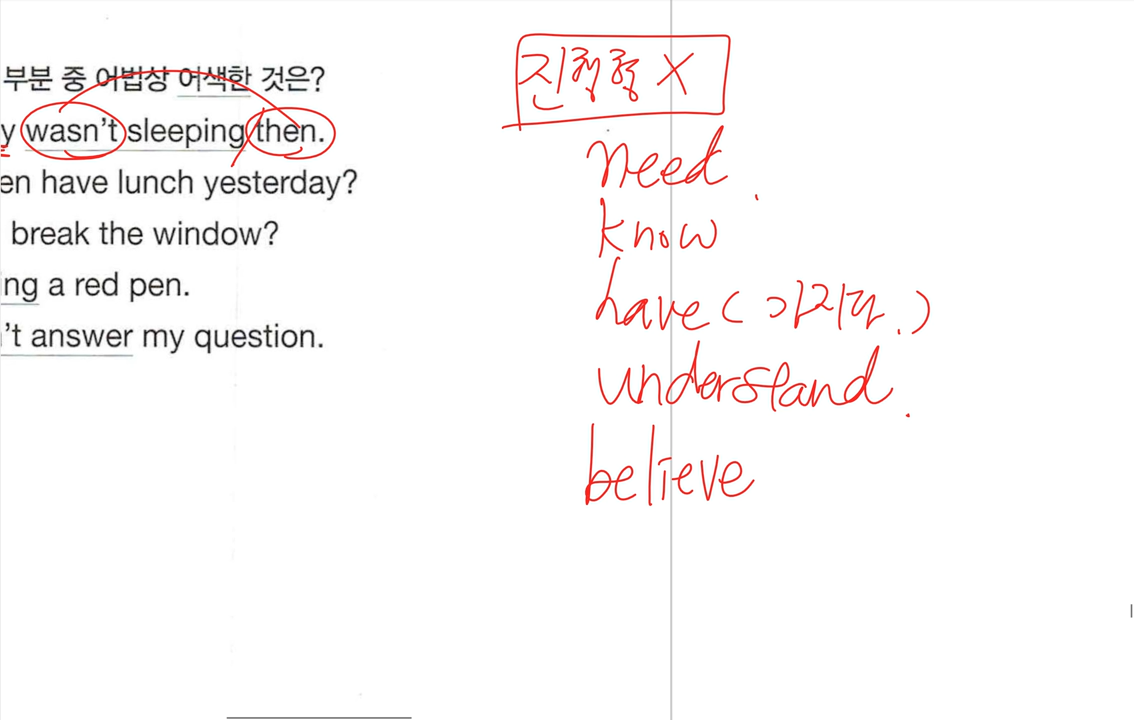 부분 중 어법상 어색한 것은?
y wasn't sleeping then.
en have lunch yesterday?
break the window?
ng a red pen.
't answer my question.
진행형 X
need
know
have (가지다.)
understand.
believe